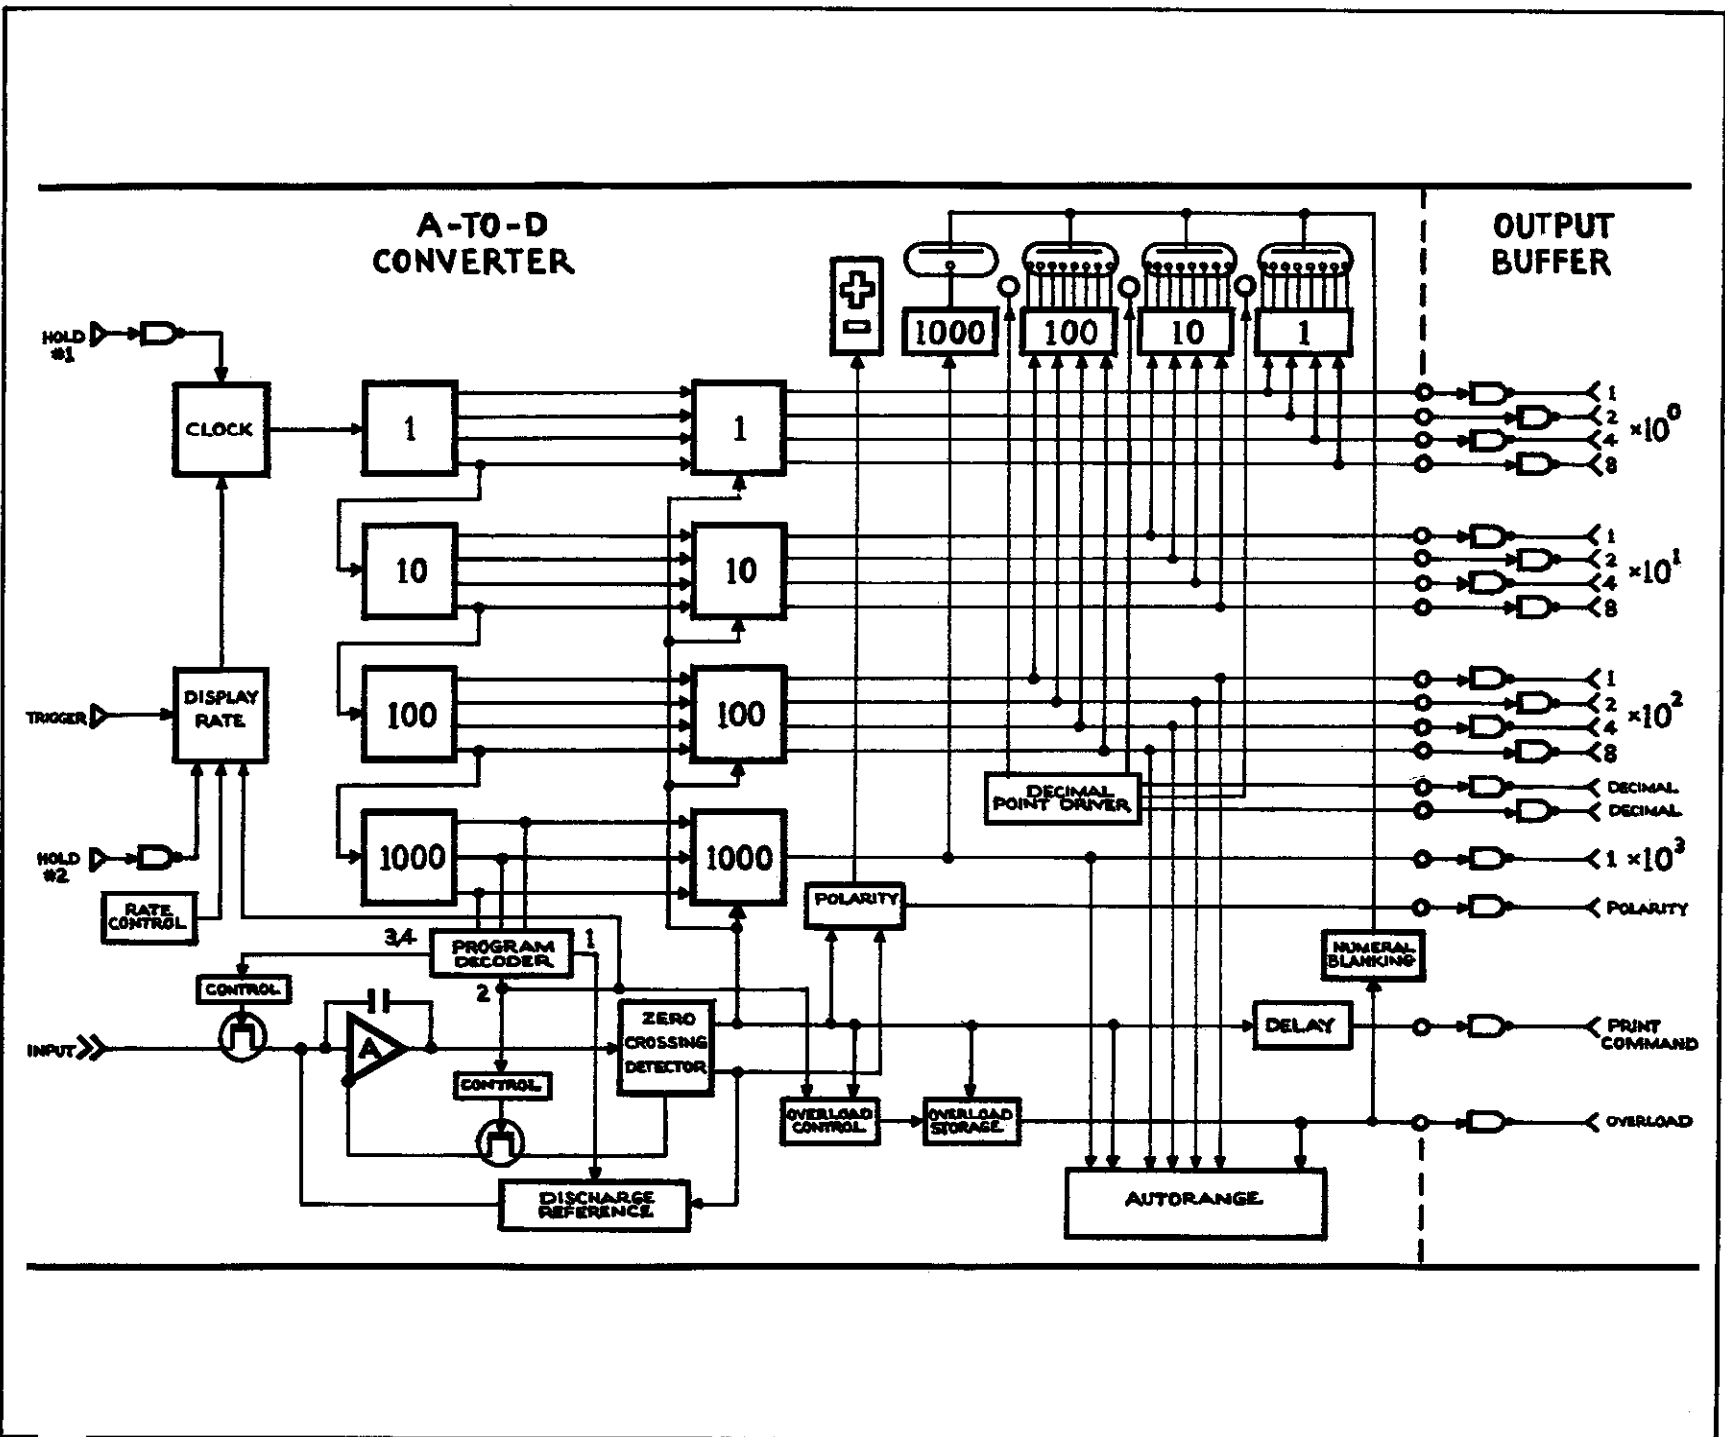 A-TO-D
CONVERTER
OUTPUT
BUFFER
HOLD
#1
CLOCK
1
1
1000
100
10
1
1
2
4
8
×10⁰
10
10
1
2
4
8
×10¹
TRIGGER
DISPLAY
RATE
100
100
1
2
4
8
×10²
DECIMAL
POINT DRIVER
DECIMAL
DECIMAL
HOLD
#2
1000
1000
1 ×10³
RATE
CONTROL
POLARITY
POLARITY
3,4
PROGRAM
DECODER
1
2
NUMERAL
BLANKING
CONTROL
INPUT
A
ZERO
CROSSING
DETECTOR
DELAY
PRINT
COMMAND
CONTROL
OVERLOAD
CONTROL
OVERLOAD
STORAGE
OVERLOAD
DISCHARGE
REFERENCE
AUTORANGE